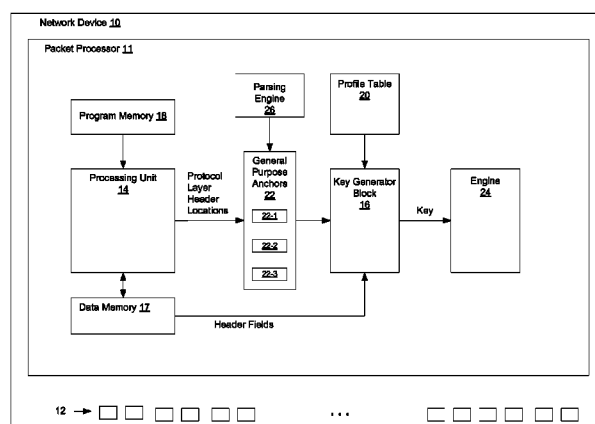 Network Device 10
Packet Processor 11
Parsing
Engine
26
Profile Table
20
Program Memory 18
Processing Unit
14
Protocol
Layer
Header
Locations
General
Purpose
Anchors
22
22-1
22-2
22-3
Key Generator
Block
16
Key
Engine
24
Data Memory 17
Header Fields
12
...